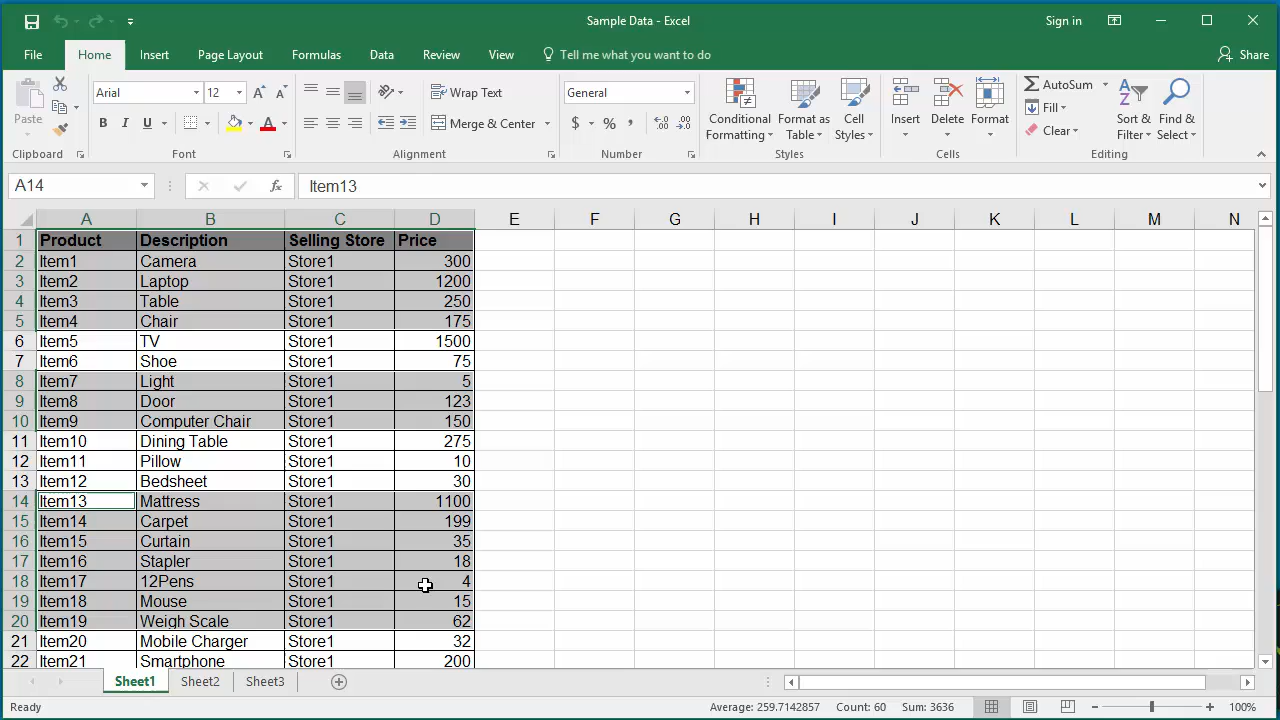 Sample Data - Excel
Sign in
File Home Insert Page Layout Formulas Data Review View Tell me what you want to do Share
Paste
Arial 12
B I U A
Wrap Text
Merge & Center
General
$ % ,
Conditional Formatting
Format as Table
Cell Styles
Insert Delete Format
AutoSum
Fill
Clear
Sort & Filter
Find & Select
Clipboard Font Alignment Number Styles Cells Editing
A14 fx Item13
A B C D E F G H I J K L M N
1 Product Description Selling Store Price
2 Item1 Camera Store1 300
3 Item2 Laptop Store1 1200
4 Item3 Table Store1 250
5 Item4 Chair Store1 175
6 Item5 TV Store1 1500
7 Item6 Shoe Store1 75
8 Item7 Light Store1 5
9 Item8 Door Store1 123
10 Item9 Computer Chair Store1 150
11 Item10 Dining Table Store1 275
12 Item11 Pillow Store1 10
13 Item12 Bedsheet Store1 30
14 Item13 Mattress Store1 1100
15 Item14 Carpet Store1 199
16 Item15 Curtain Store1 35
17 Item16 Stapler Store1 18
18 Item17 12Pens Store1 4
19 Item18 Mouse Store1 15
20 Item19 Weigh Scale Store1 62
21 Item20 Mobile Charger Store1 32
22 Item21 Smartphone Store1 200
Sheet1 Sheet2 Sheet3
Ready Average: 259.7142857 Count: 60 Sum: 3636 100%